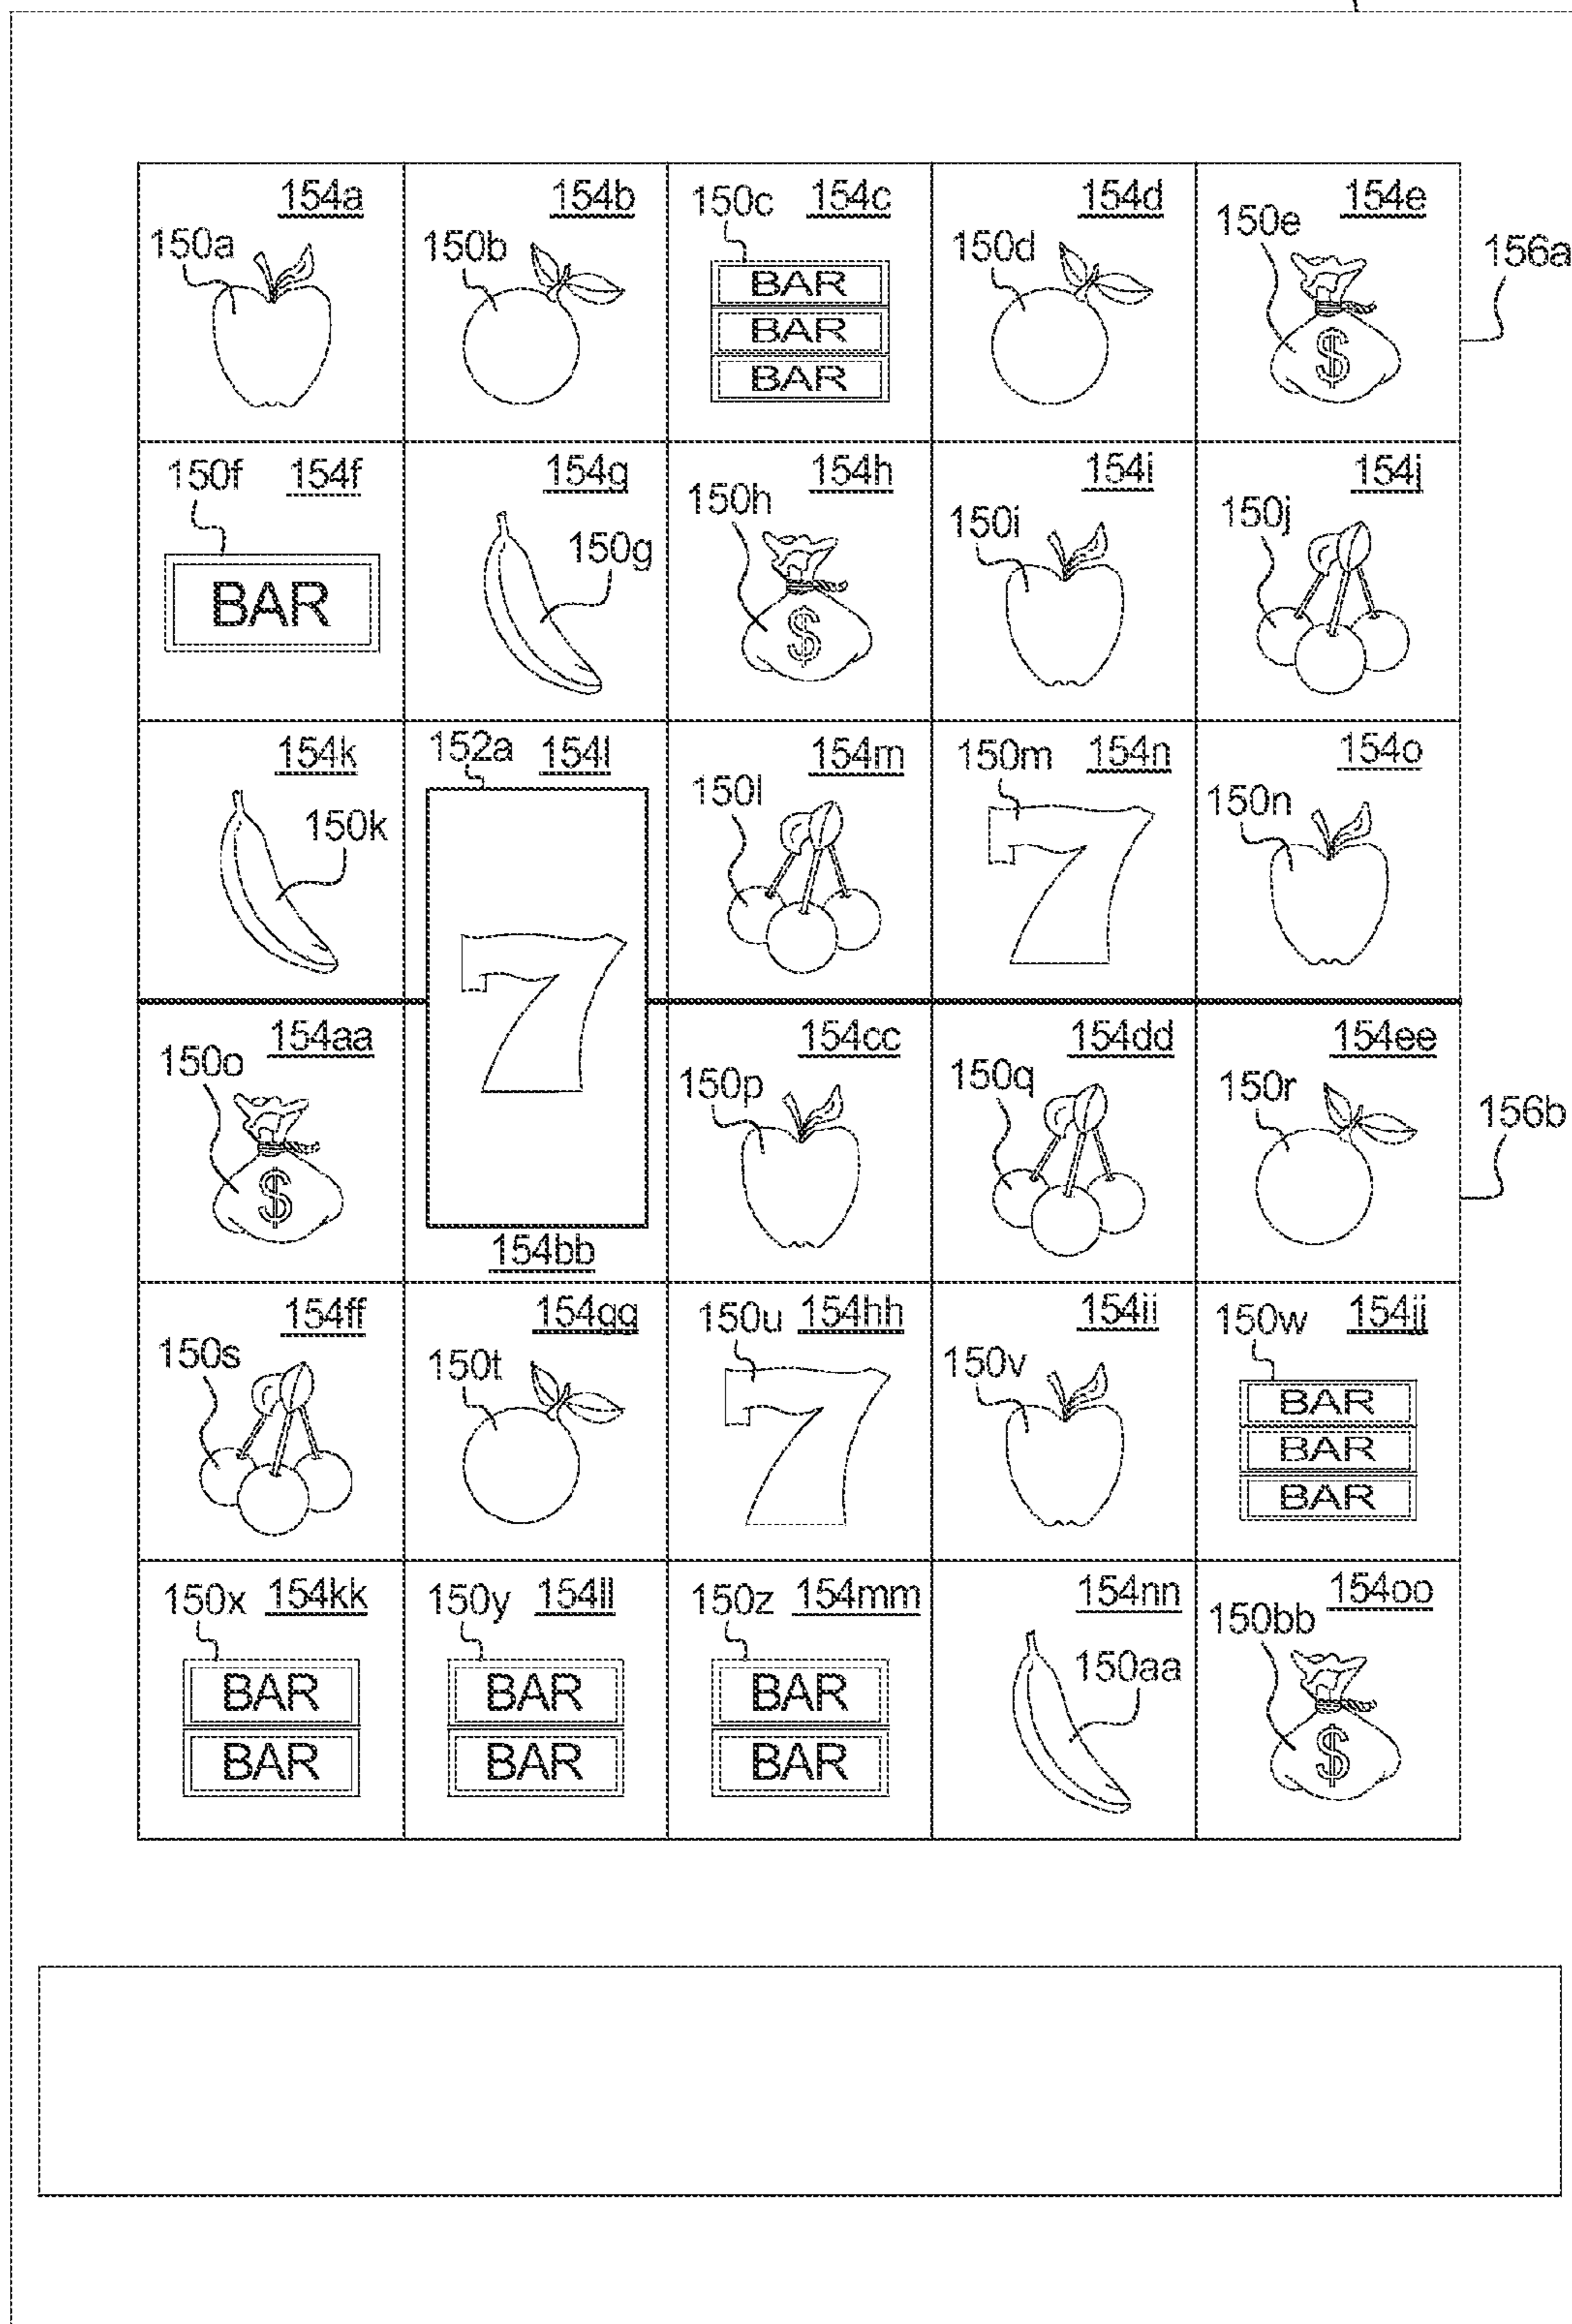 154a 154b 150c 154c 154d 154e
150a 150b 150d 150e 156a
BAR
BAR
BAR
$
150f 154f 154g 154h 154i 154j
150h 150i 150j
150g
BAR
$
154k 152a 154l 154m 150m 154n 154o
150l 150n
150k
7 7
154aa 154cc 154dd 154ee
150o 150p 150q 150r 156b
$
154bb
154ff 154gg 150u 154hh 154ii 154jj
150s 150t 150v 150w
7
BAR
BAR
BAR
150x 154kk 150y 154ll 150z 154mm 154nn 154oo
150bb
150aa
BAR BAR BAR
BAR BAR BAR
$